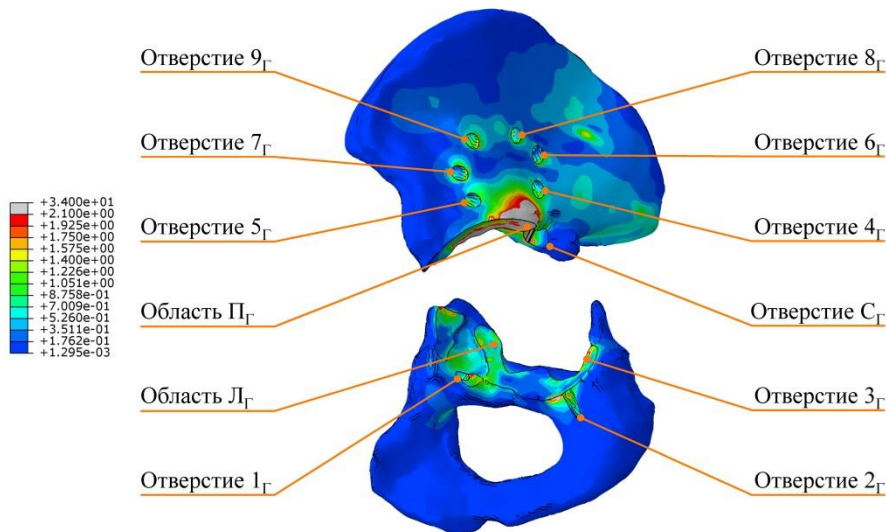 Отверстие 9Г
Отверстие 8Г
Отверстие 7Г
Отверстие 6Г
+3.400e+01
+2.100e+00
+1.925e+00
+1.750e+00
+1.575e+00
+1.400e+00
+1.226e+00
+1.051e+00
+8.758e-01
+7.009e-01
+5.260e-01
+3.511e-01
+1.762e-01
+1.295e-03
Отверстие 5Г
Отверстие 4Г
Область ПГ
Отверстие СГ
Область ЛГ
Отверстие 3Г
Отверстие 1Г
Отверстие 2Г